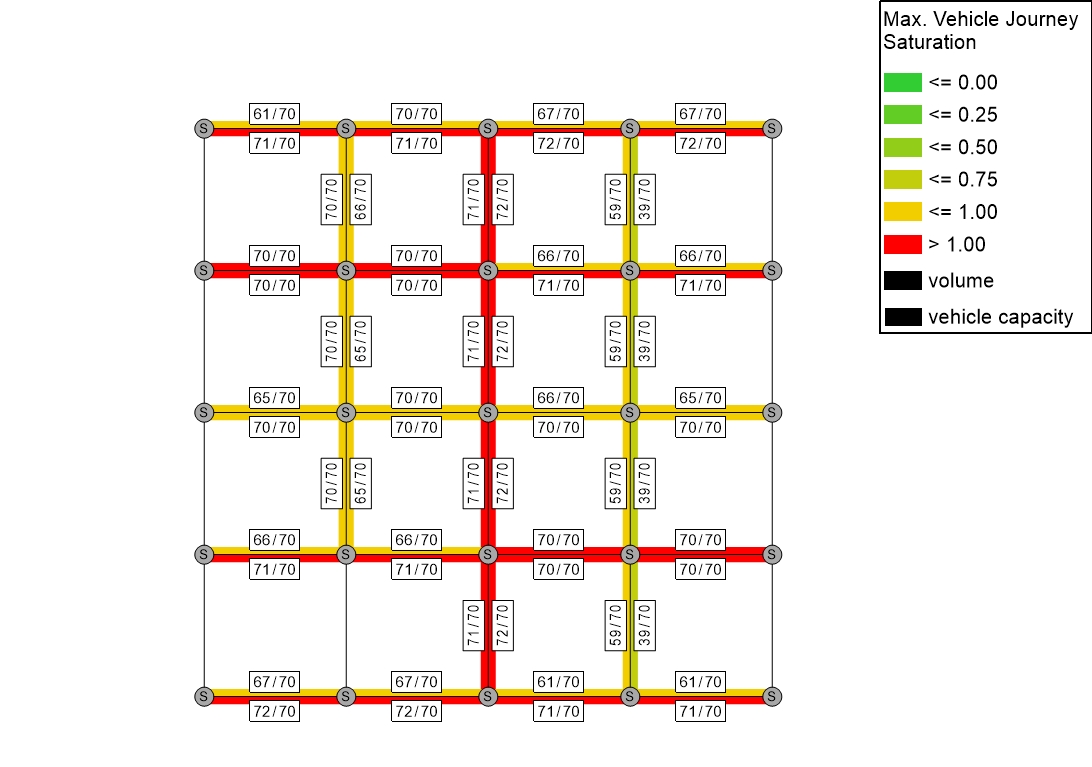 Max. Vehicle Journey
Saturation
<= 0.00
<= 0.25
<= 0.50
<= 0.75
<= 1.00
> 1.00
volume
vehicle capacity
61/70 70/70 67/70 67/70
S S S S S
71/70 71/70 72/70 72/70
70/70 66/70 71/70 72/70 59/70 39/70
70/70 70/70 66/70 66/70
S S S S S
70/70 70/70 71/70 71/70
70/70 65/70 71/70 72/70 59/70 39/70
65/70 70/70 66/70 65/70
S S S S S
70/70 70/70 70/70 70/70
70/70 65/70 71/70 72/70 59/70 39/70
66/70 66/70 70/70 70/70
S S S S S
71/70 71/70 70/70 70/70
71/70 72/70 59/70 39/70
67/70 67/70 61/70 61/70
S S S S S
72/70 72/70 71/70 71/70